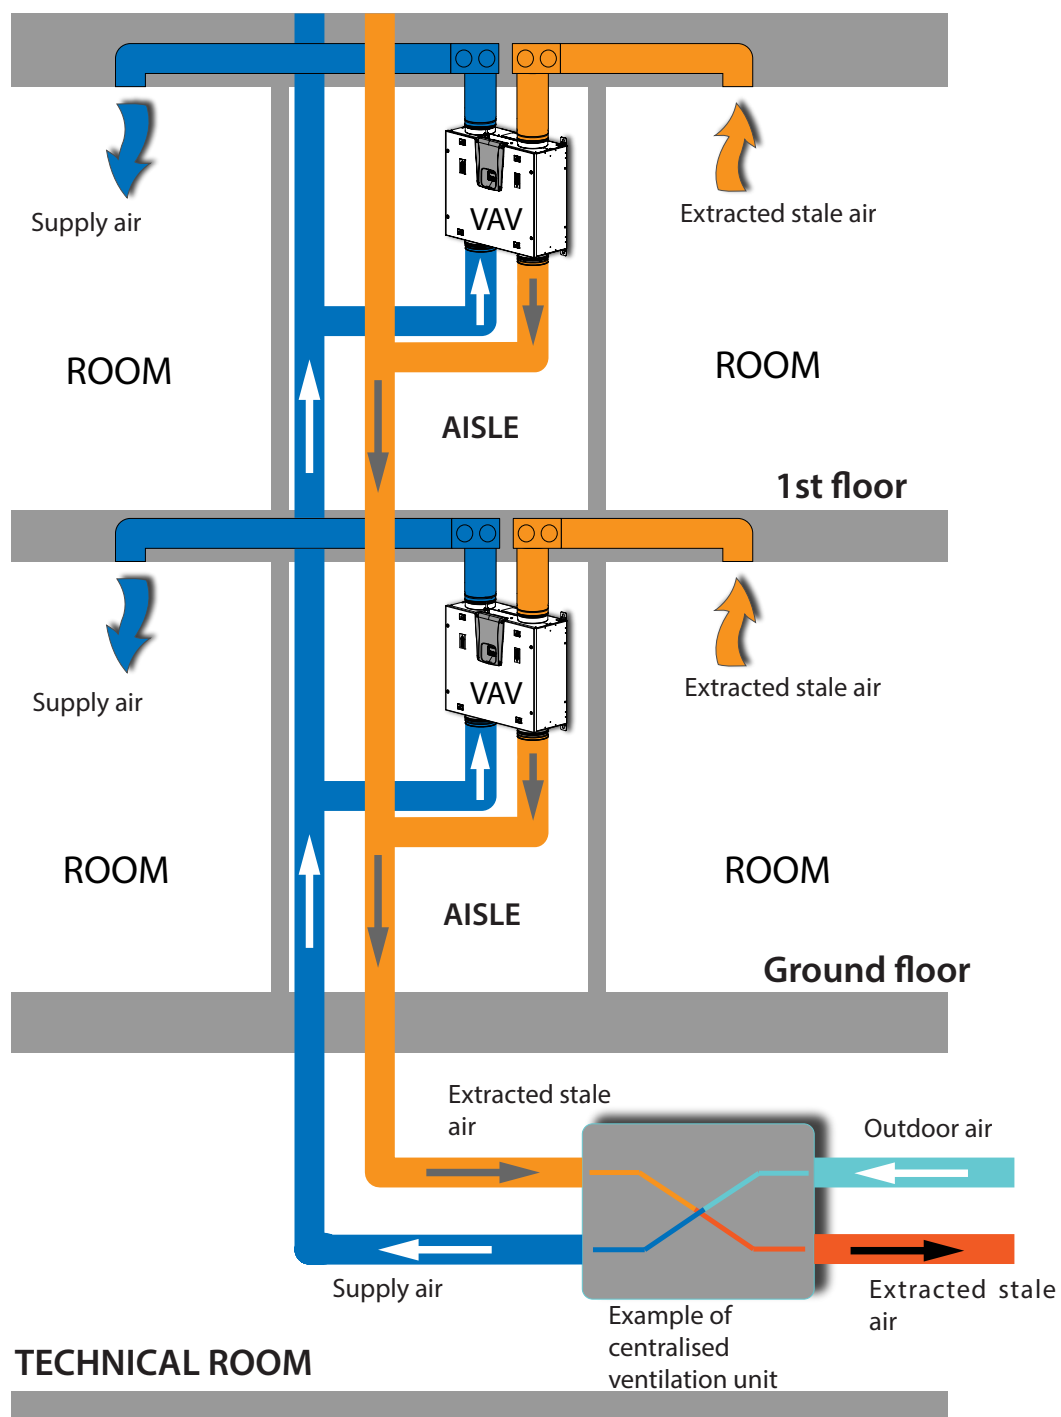 Supply air
VAV
Extracted stale air
ROOM
ROOM
AISLE
1st floor
Supply air
VAV
Extracted stale air
ROOM
ROOM
AISLE
Ground floor
Extracted stale
air
Outdoor air
Supply air
Extracted stale
air
Example of
centralised
ventilation unit
TECHNICAL ROOM